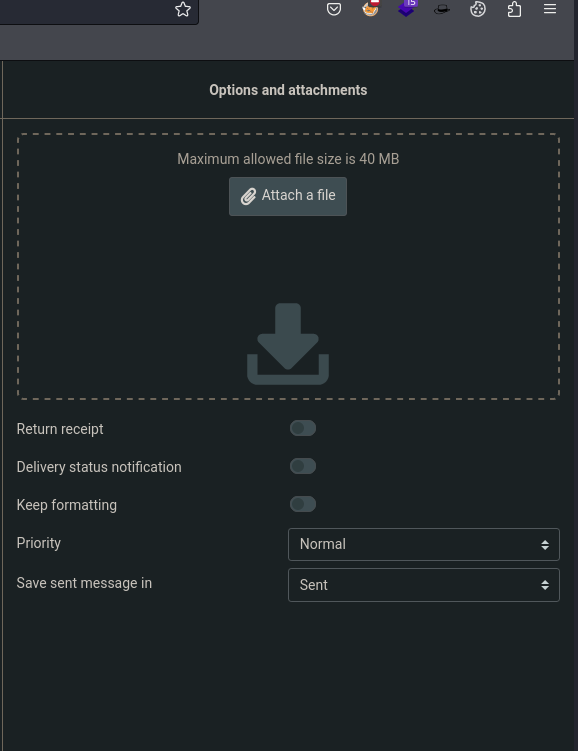 15
Options and attachments
Maximum allowed file size is 40 MB
Attach a file
Return receipt
Delivery status notification
Keep formatting
Priority
Normal
Save sent message in
Sent